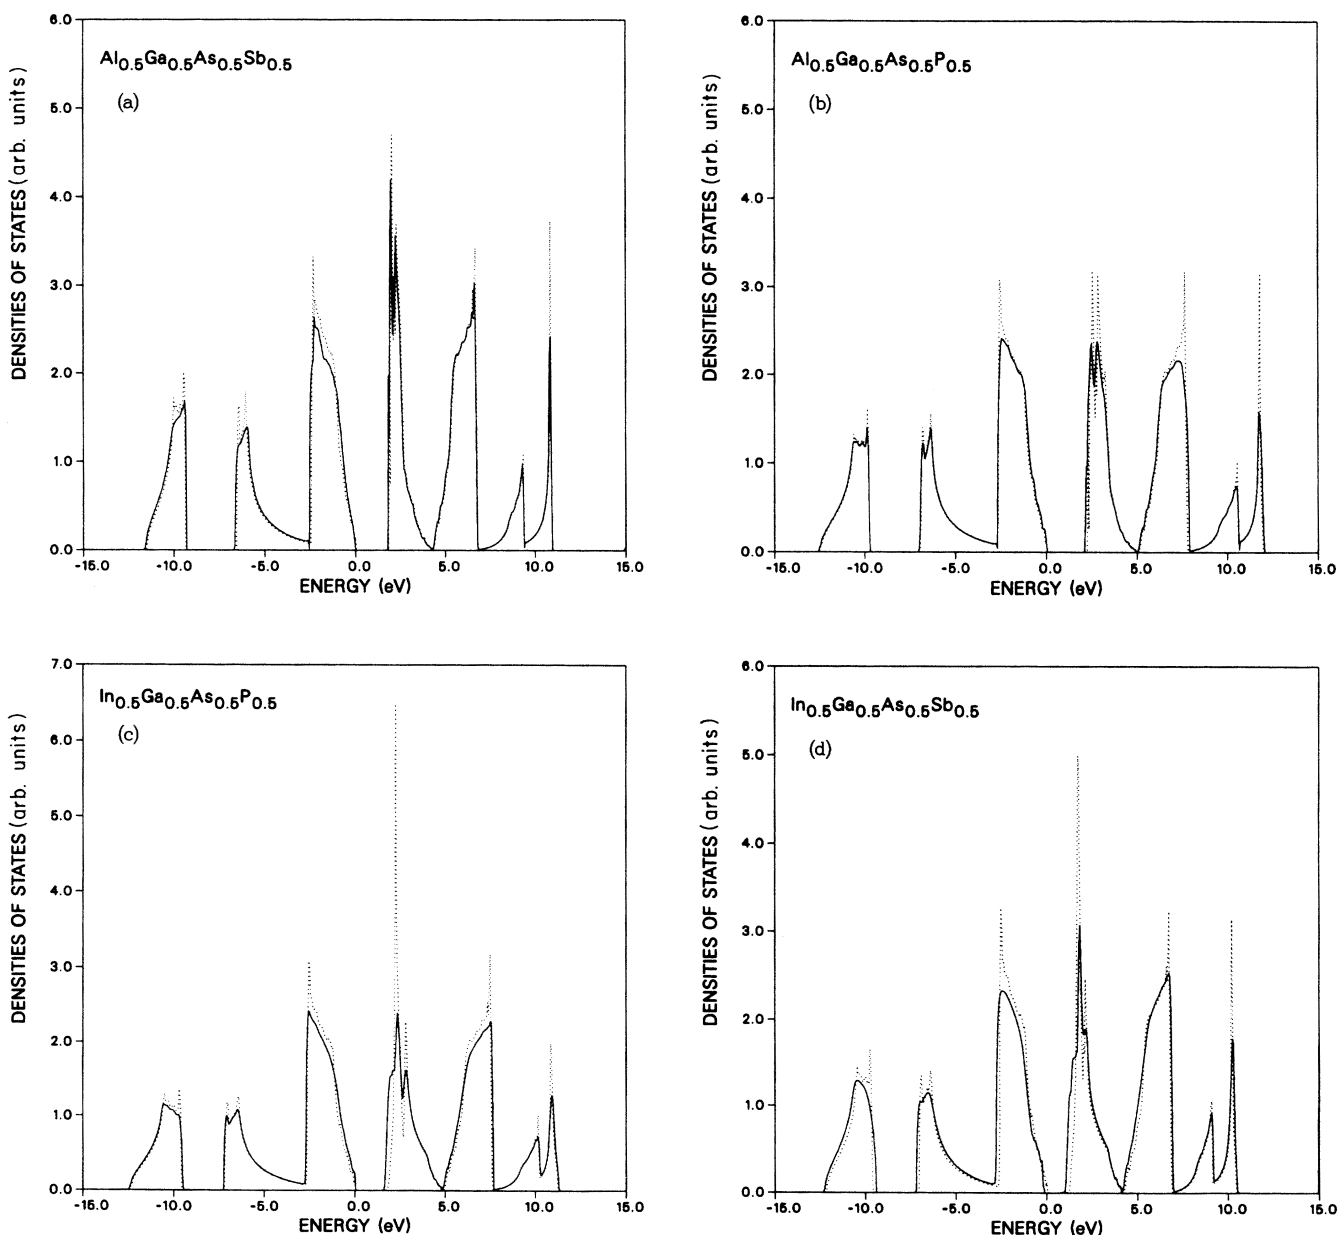 6.0
Al0.5Ga0.5As0.5Sb0.5
(a)
5.0
4.0
3.0
2.0
1.0
0.0
-15.0 -10.0 -5.0 0.0 5.0 10.0 15.0
ENERGY (eV)
DENSITIES OF STATES (arb. units)
6.0
Al0.5Ga0.5As0.5P0.5
(b)
5.0
4.0
3.0
2.0
1.0
0.0
-15.0 -10.0 -5.0 0.0 5.0 10.0 15.0
ENERGY (eV)
DENSITIES OF STATES (arb. units)
7.0
In0.5Ga0.5As0.5P0.5
(c)
6.0
5.0
4.0
3.0
2.0
1.0
0.0
-15.0 -10.0 -5.0 0.0 5.0 10.0 15.0
ENERGY (eV)
DENSITIES OF STATES (arb. units)
6.0
In0.5Ga0.5As0.5Sb0.5
(d)
5.0
4.0
3.0
2.0
1.0
0.0
-15.0 -10.0 -5.0 0.0 5.0 10.0 15.0
ENERGY (eV)
DENSITIES OF STATES (arb. units)